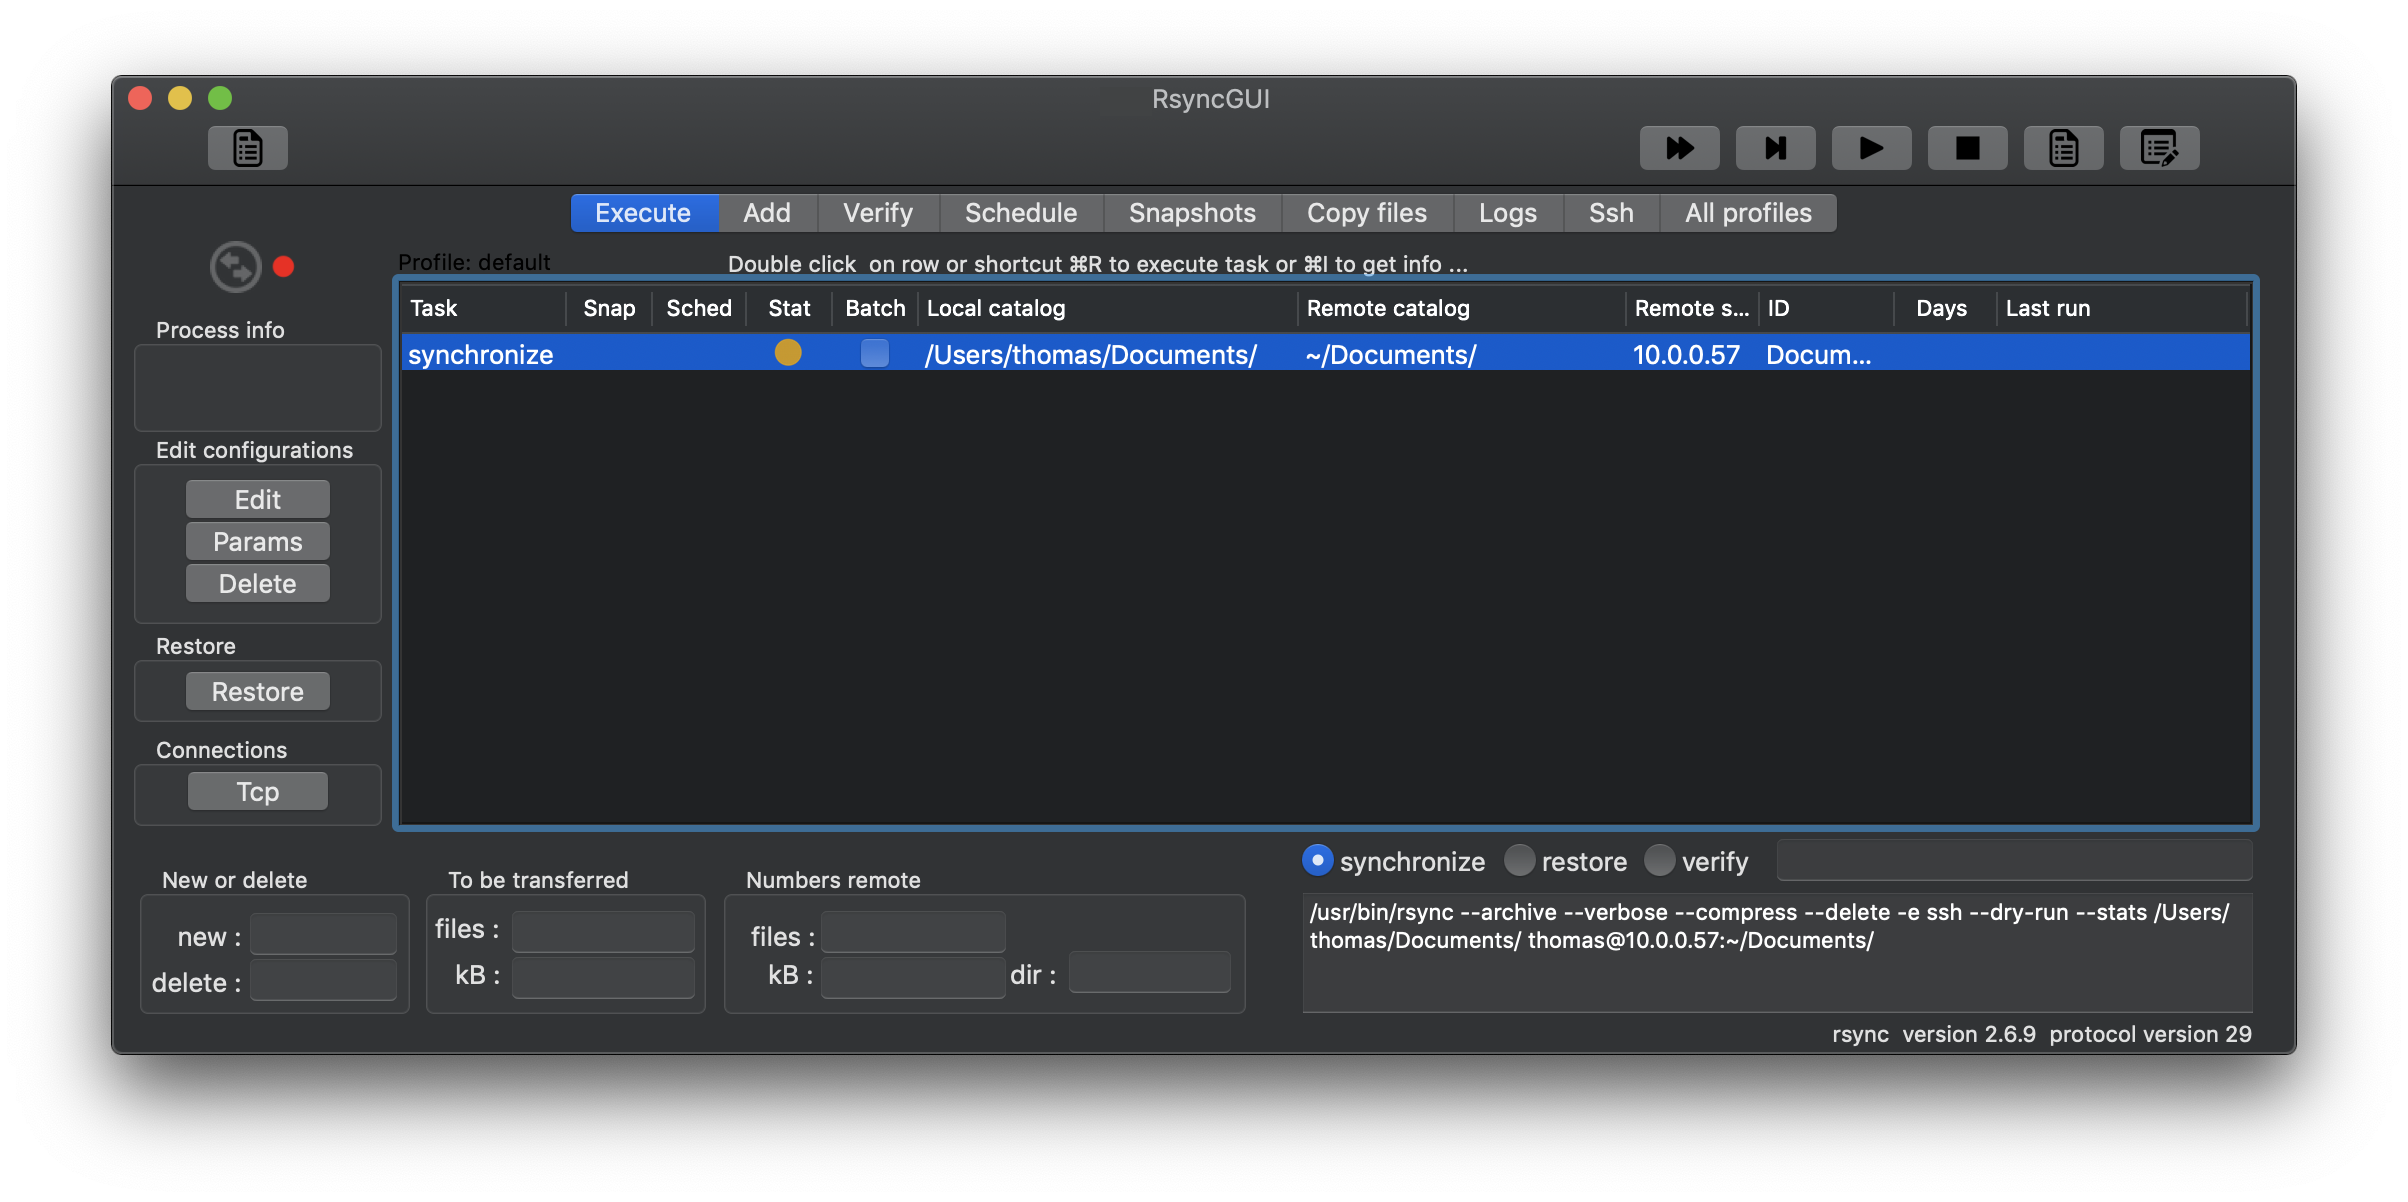 RsyncGUI
Execute Add Verify Schedule Snapshots Copy files Logs Ssh All profiles
Profile: default
Double click  on row or shortcut ⌘R to execute task or ⌘I to get info ...
Task Snap Sched Stat Batch Local catalog Remote catalog Remote s... ID Days Last run
synchronize /Users/thomas/Documents/ ~/Documents/ 10.0.0.57 Docum...
Process info
Edit configurations
Edit
Params
Delete
Restore
Restore
Connections
Tcp
New or delete
new :
delete :
To be transferred
files :
kB :
Numbers remote
files :
kB :
dir :
synchronize restore verify
/usr/bin/rsync --archive --verbose --compress --delete -e ssh --dry-run --stats /Users/
thomas/Documents/ thomas@10.0.0.57:~/Documents/
rsync  version 2.6.9  protocol version 29